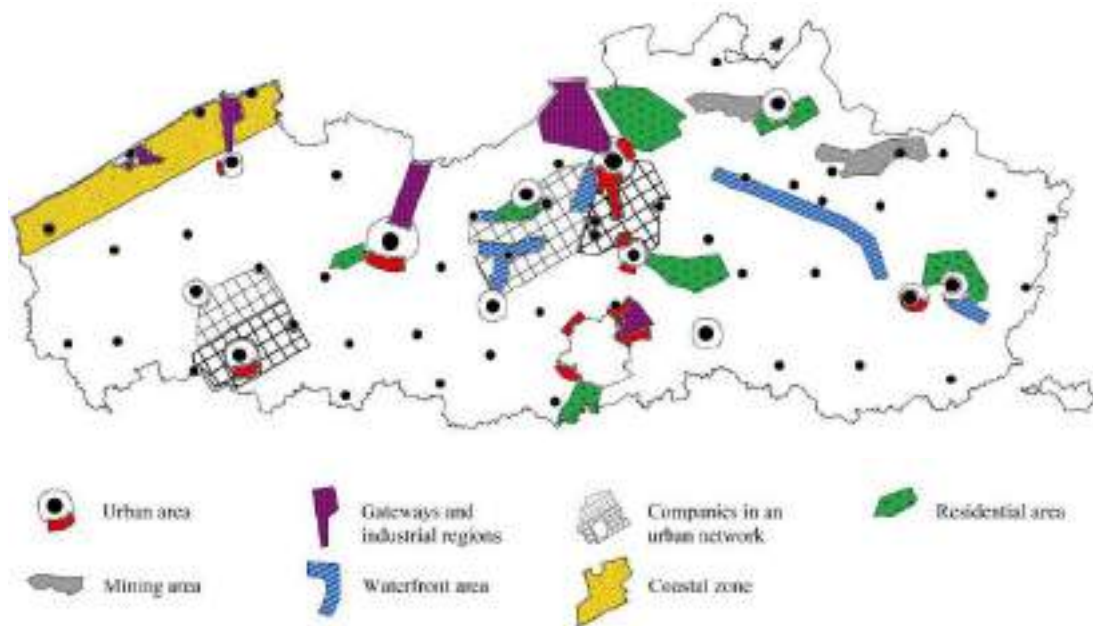 Urban area
Gateways and
industrial regions
Companies in an
urban network
Residential area
Mining area
Waterfront area
Coastal zone